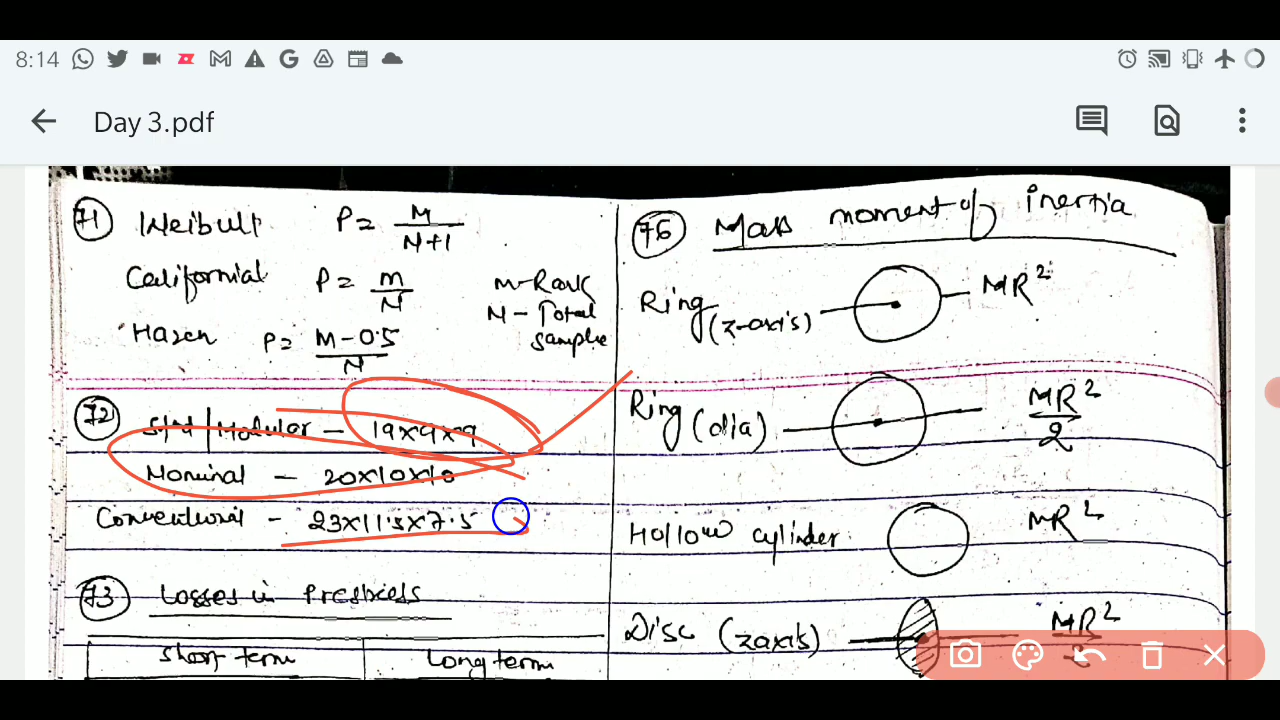 8:14
Day 3.pdf
71 Weibull P = M/N+1
Californial P = m/N m-Rank
N - Total
Hazen P = M-0.5/N sample
72 Std/Modular - 19x9x9
Nominal - 20x10x10
Conventional - 23x11.5x7.5
73 Losses in Prestress
Short term Long term
76 Mass moment of inertia
Ring (z-axis) MR²
Ring (dia) MR²/2
Hollow cylinder MR²
Disc (zaxis) MR²